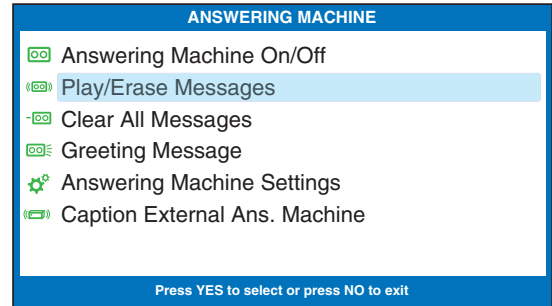 ANSWERING MACHINE
Answering Machine On/Off
Play/Erase Messages
Clear All Messages
Greeting Message
Answering Machine Settings
Caption External Ans. Machine
Press YES to select or press NO to exit